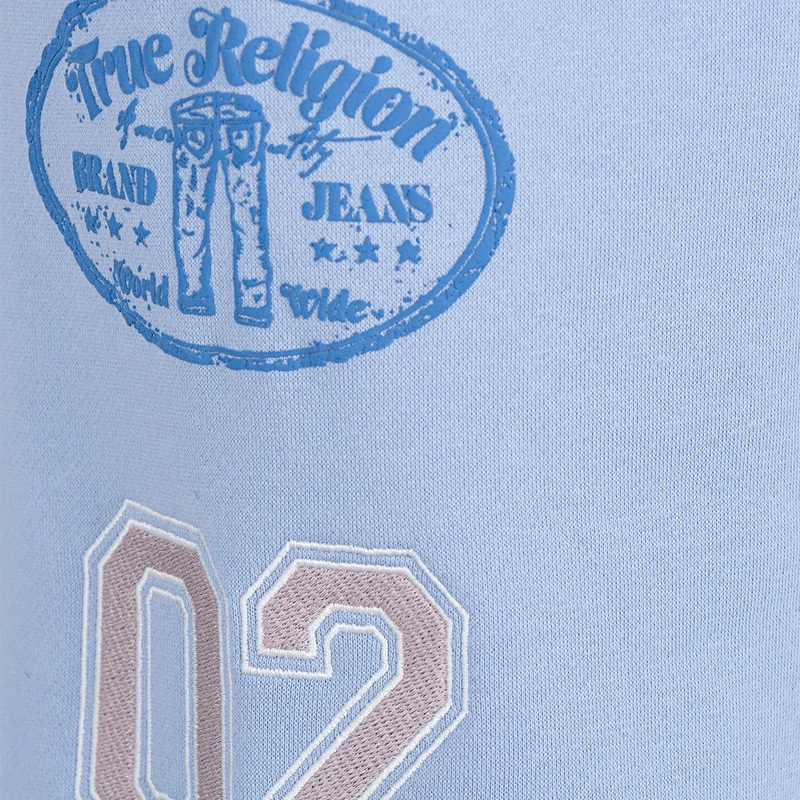 True Religion
BRAND JEANS
World Wide
02